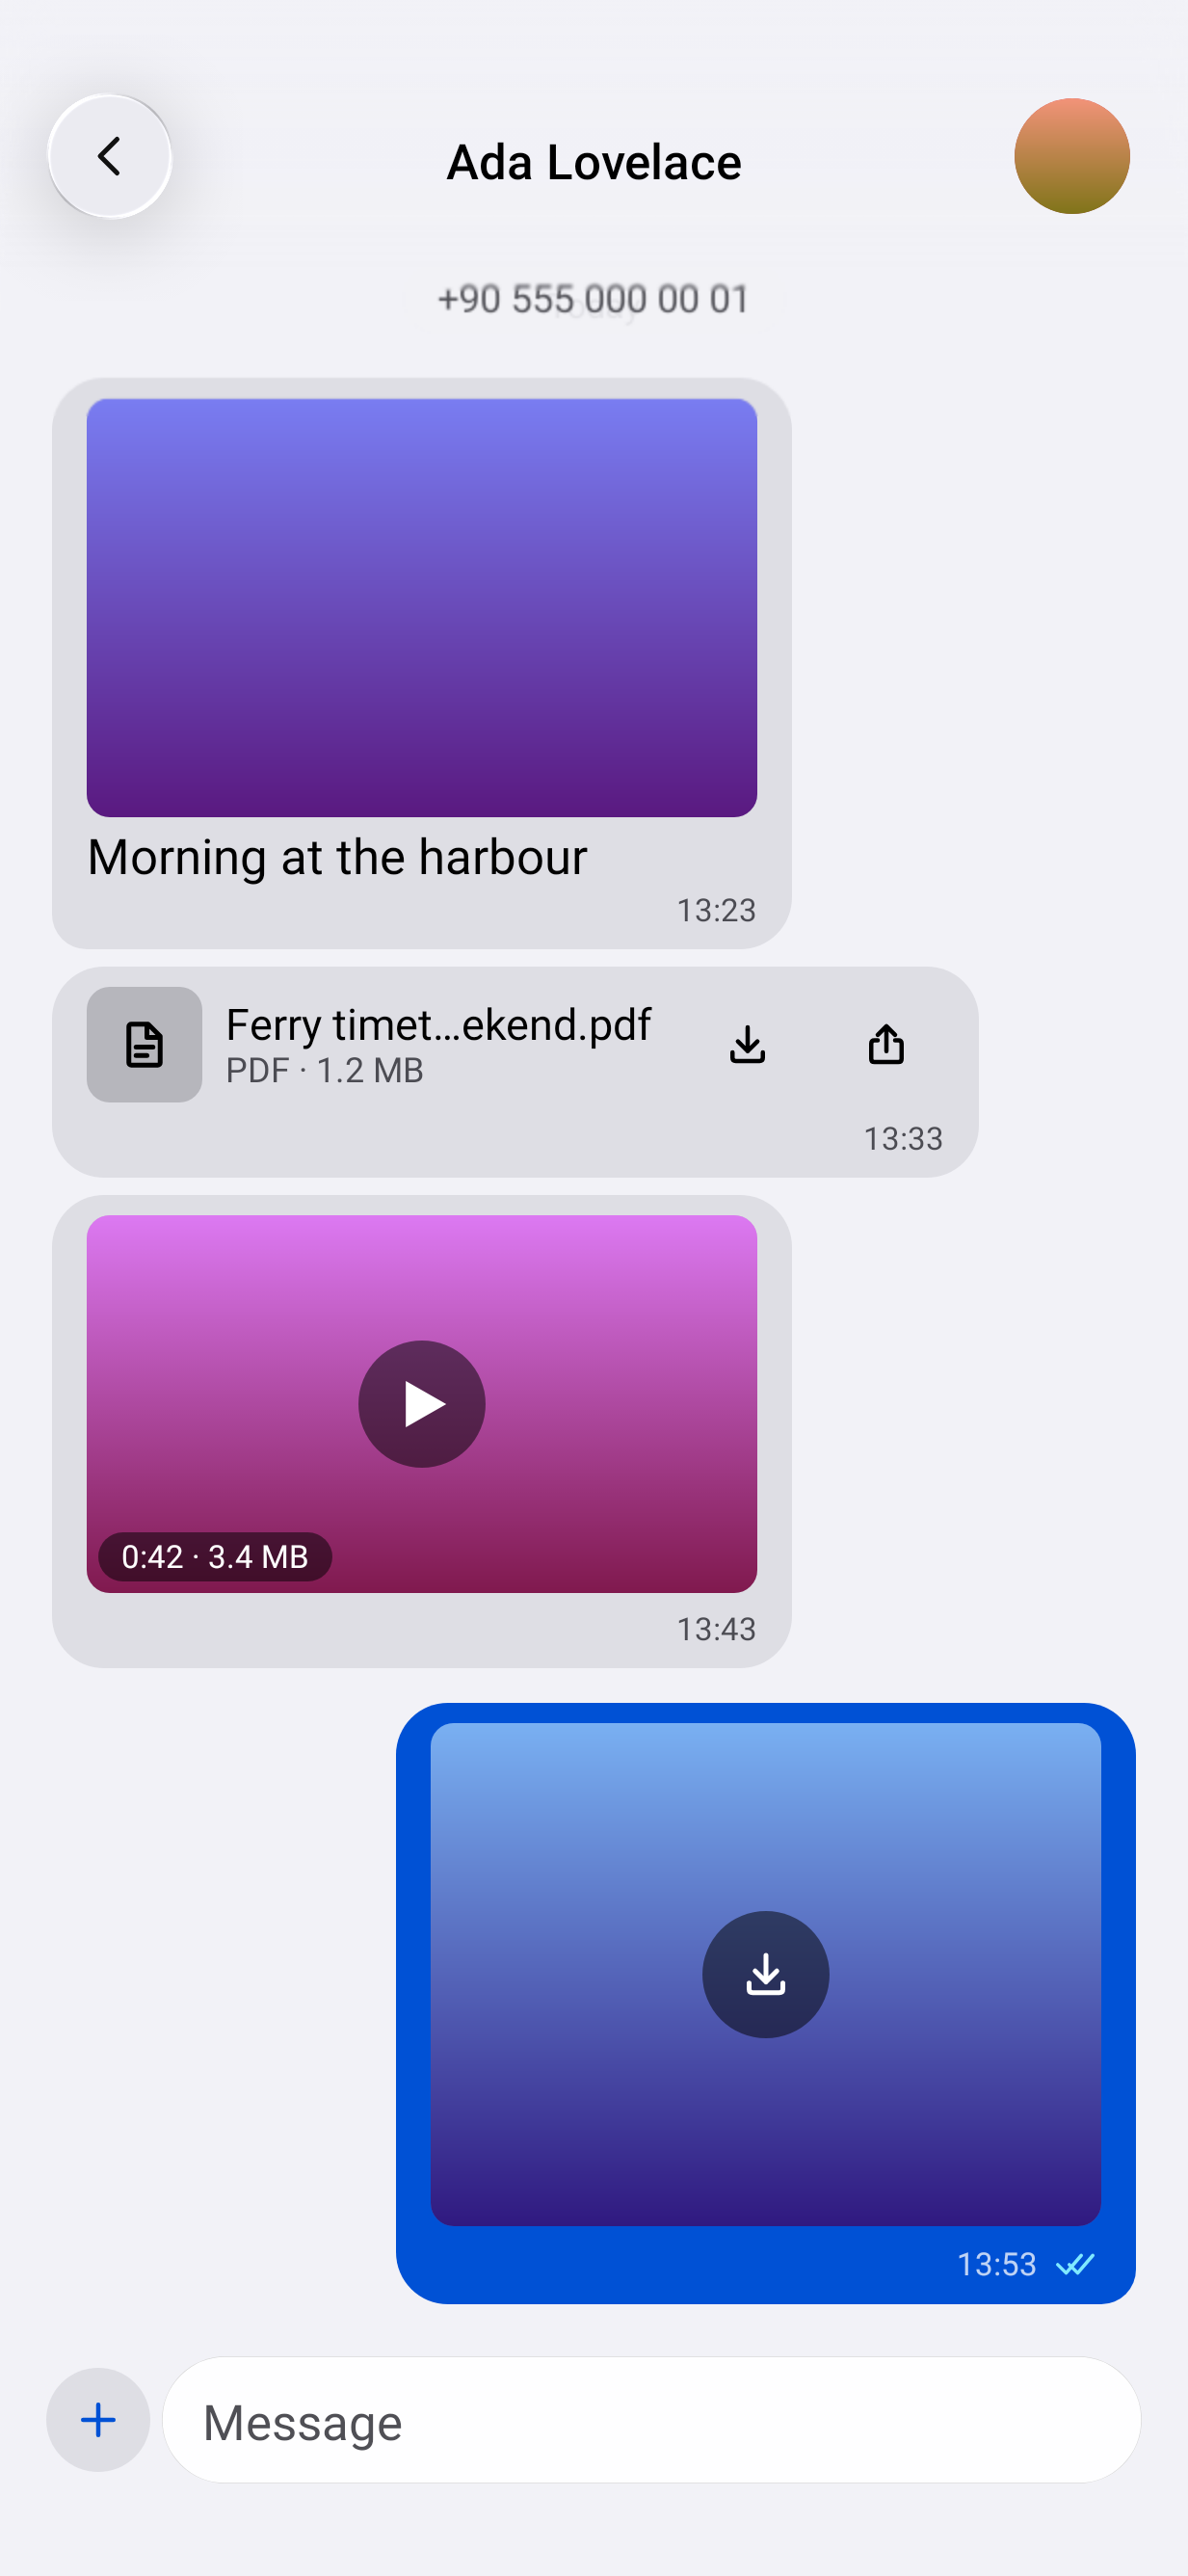 Ada Lovelace
+90 555 000 00 01
Today
Morning at the harbour
13:23
Ferry timet…ekend.pdf
PDF · 1.2 MB
13:33
0:42 · 3.4 MB
13:43
13:53
Message